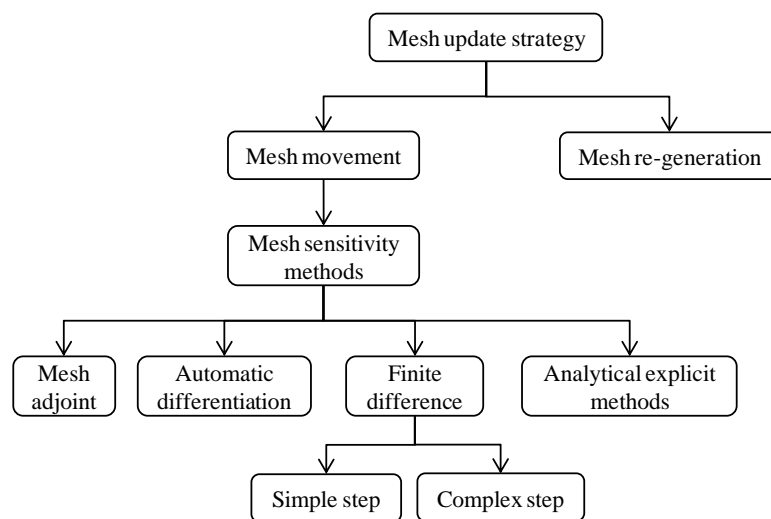 Mesh update strategy
Mesh movement
Mesh re-generation
Mesh sensitivity
methods
Mesh
adjoint
Automatic
differentiation
Finite
difference
Analytical explicit
methods
Simple step
Complex step